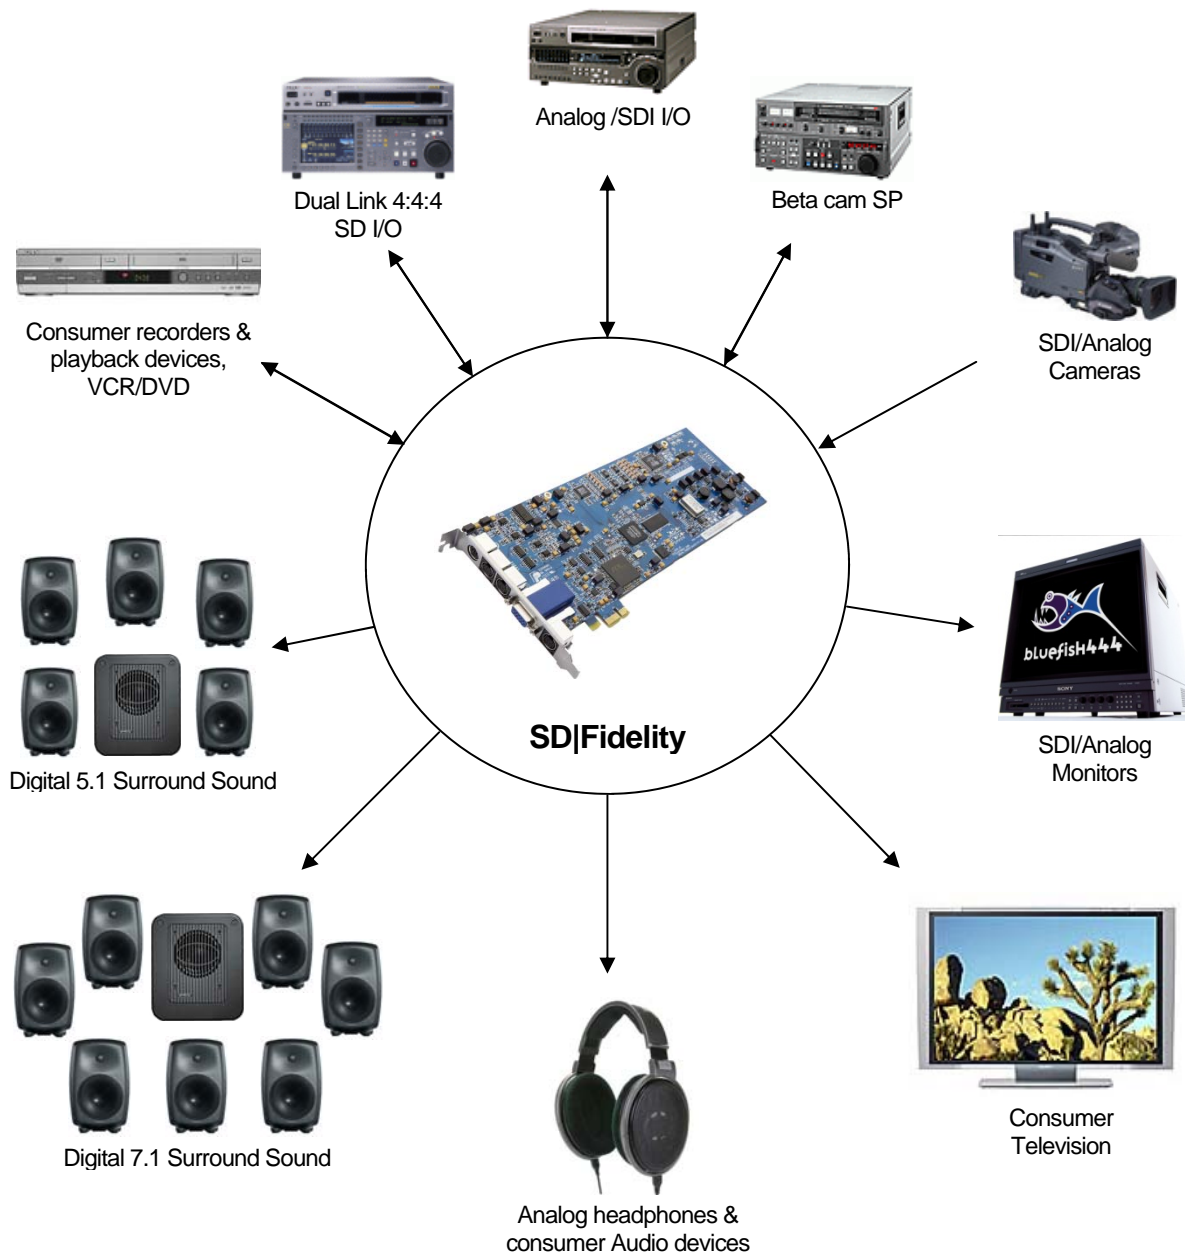 Analog /SDI I/O
Dual Link 4:4:4
SD I/O
Beta cam SP
Consumer recorders &
playback devices,
VCR/DVD
SDI/Analog
Cameras
bluefish444
SONY
SD|Fidelity
SDI/Analog
Monitors
Digital 5.1 Surround Sound
Digital 7.1 Surround Sound
Consumer
Television
Analog headphones &
consumer Audio devices